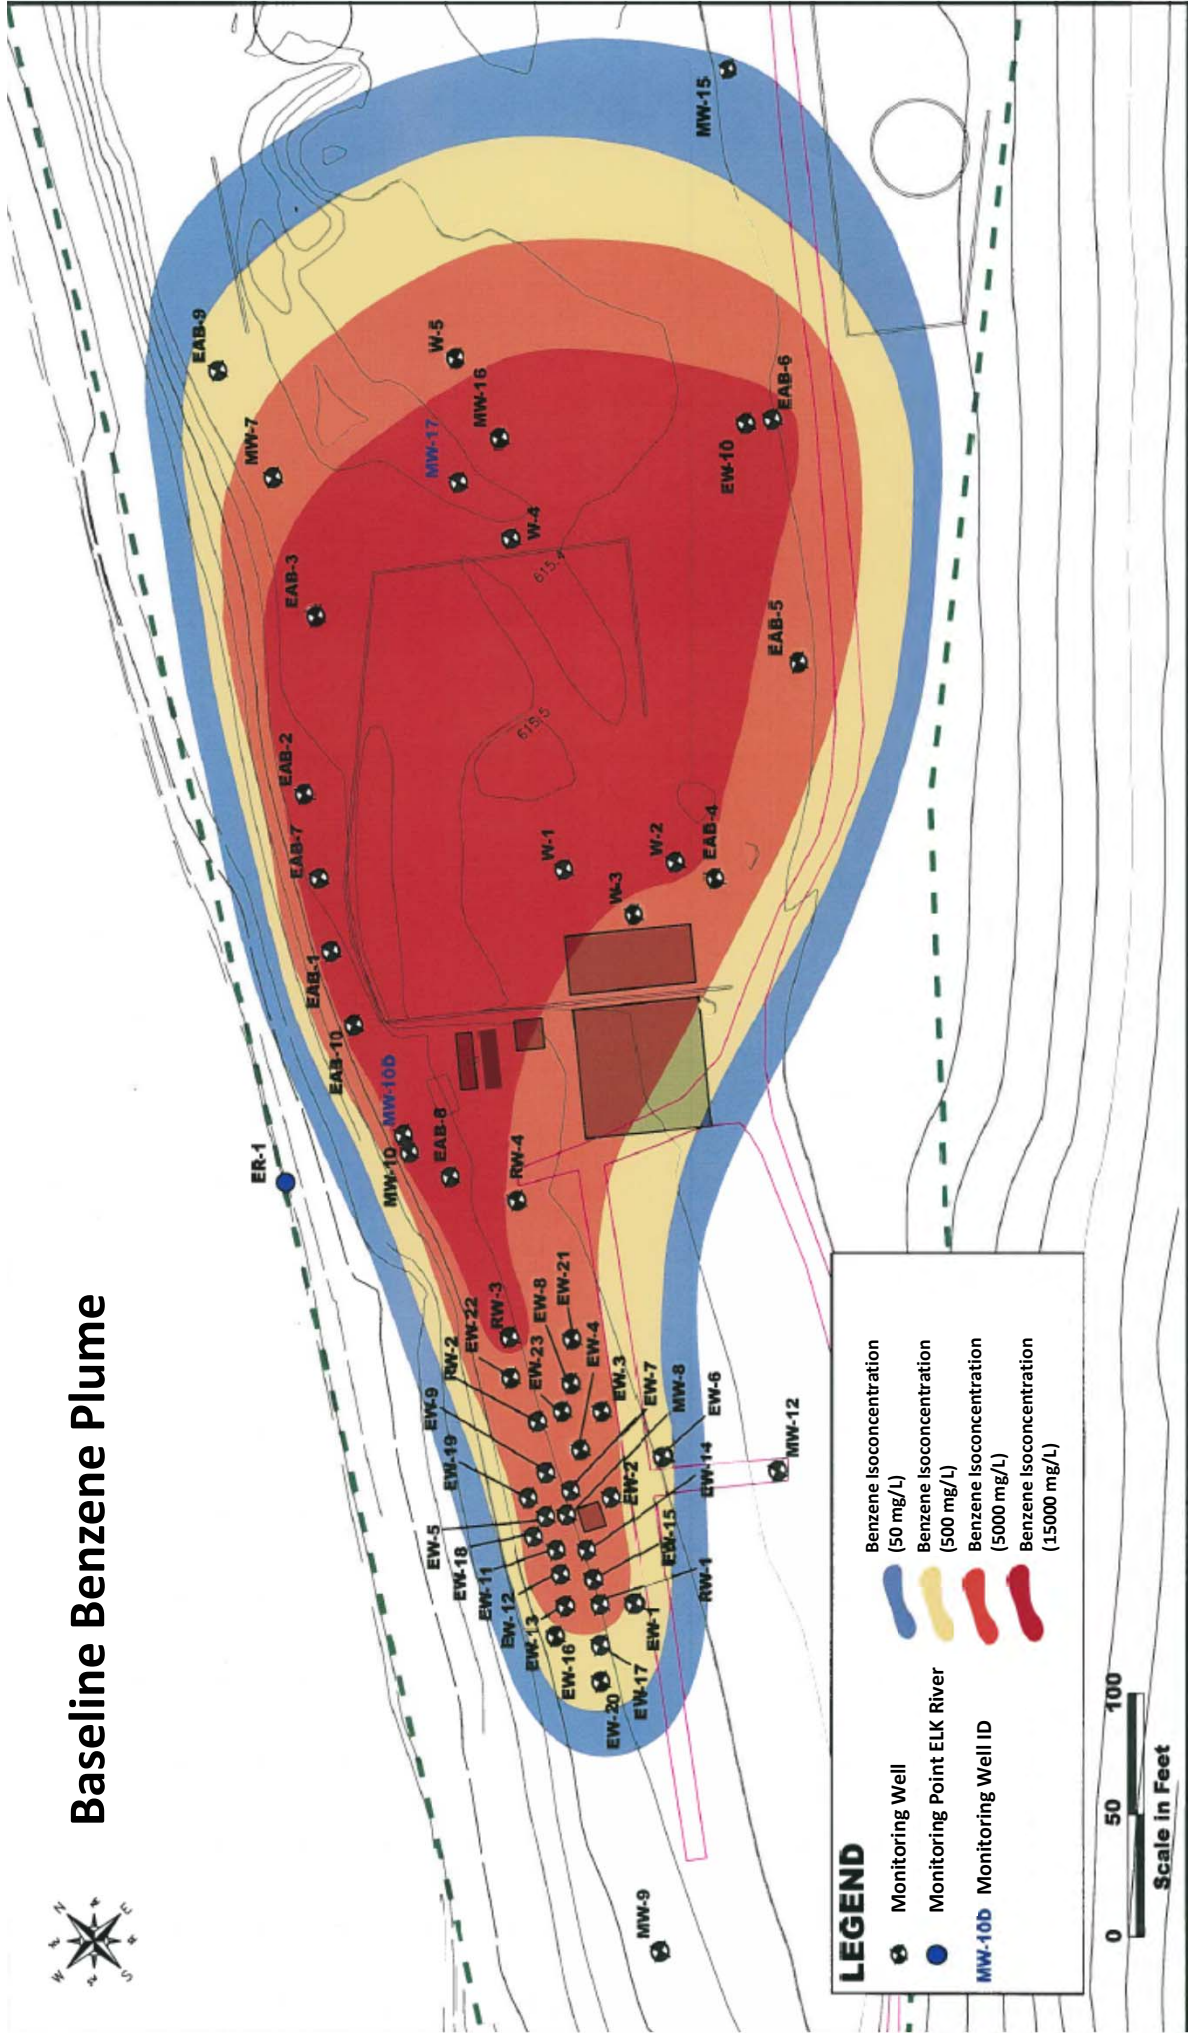 Baseline Benzene Plume
W
N
S
E
ER-1
EAB-9
MW-7
EAB-3
EAB-2
EAB-7
EAB-1
EAB-10
MW-10D
MW-10
EAB-8
RW-4
W-5
MW-16
MW-17
W-4
615.4
615.5
MW-15
EAB-6
EW-10
EAB-5
W-1
W-2
W-3
EAB-4
RW-3
EW-22
RW-2
EW-9
EW-19
EW-5
EW-18
EW-11
EW-12
EW-13
EW-16
EW-20
EW-17
EW-1
RW-1
EW-15
EW-14
EW-2
EW-6
MW-8
EW-7
EW-3
EW-4
EW-23
EW-8
EW-21
MW-12
MW-9
LEGEND
Monitoring Well
Monitoring Point ELK River
MW-10D Monitoring Well ID
Benzene Isoconcentration
(50 mg/L)
Benzene Isoconcentration
(500 mg/L)
Benzene Isoconcentration
(5000 mg/L)
Benzene Isoconcentration
(15000 mg/L)
0 50 100
Scale in Feet